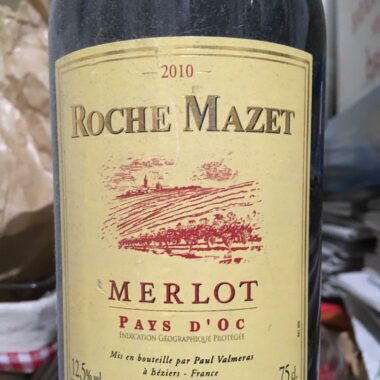 2010
ROCHE MAZET
MERLOT
PAYS D'OC
INDICATION GÉOGRAPHIQUE PROTÉGÉE
Mis en bouteille par Paul Valmeras
12,5% vol à Béziers - France 75 cl